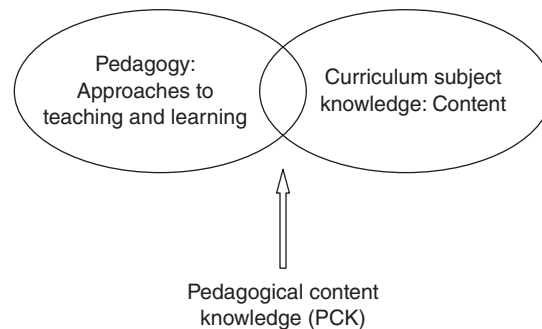 Pedagogy:
Approaches to
teaching and learning
Curriculum subject
knowledge: Content
Pedagogical content
knowledge (PCK)